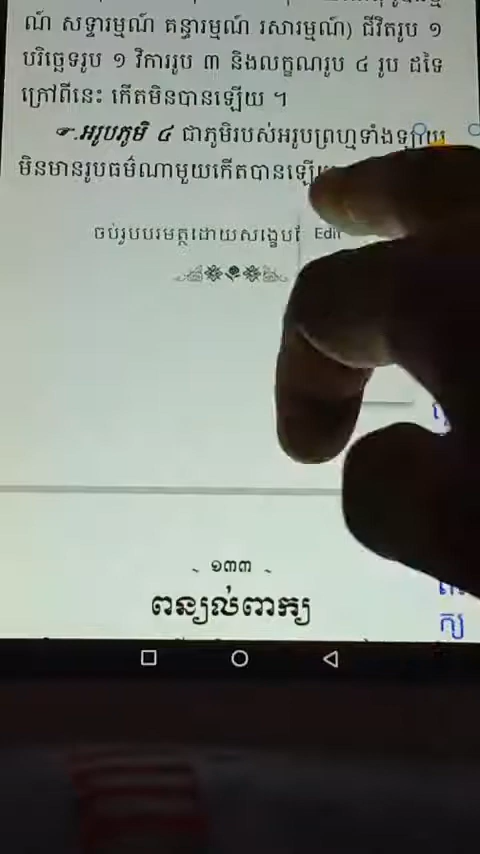 ណ៍ សទ្ទារម្មណ៍ គន្ធារម្មណ៍ រសារម្មណ៍) ជីវិតរូប ១
បរិច្ឆេទរូប ១ វិការរូប ៣ និងលក្ខណរូប ៤ រូប ដទៃ
ក្រៅពីនេះ កើតមិនបានឡើយ ។
☞.អរូបភូមិ ៤ ជាភូមិរបស់អរូបព្រហ្មទាំងឡាយ
មិនមានរូបធម៌ណាមួយកើតបានឡើយ
ចប់រូបបរមត្ថដោយសង្ខេប Edit
~ ១៣៣ ~
ពន្យល់ពាក្យ
ក្យ